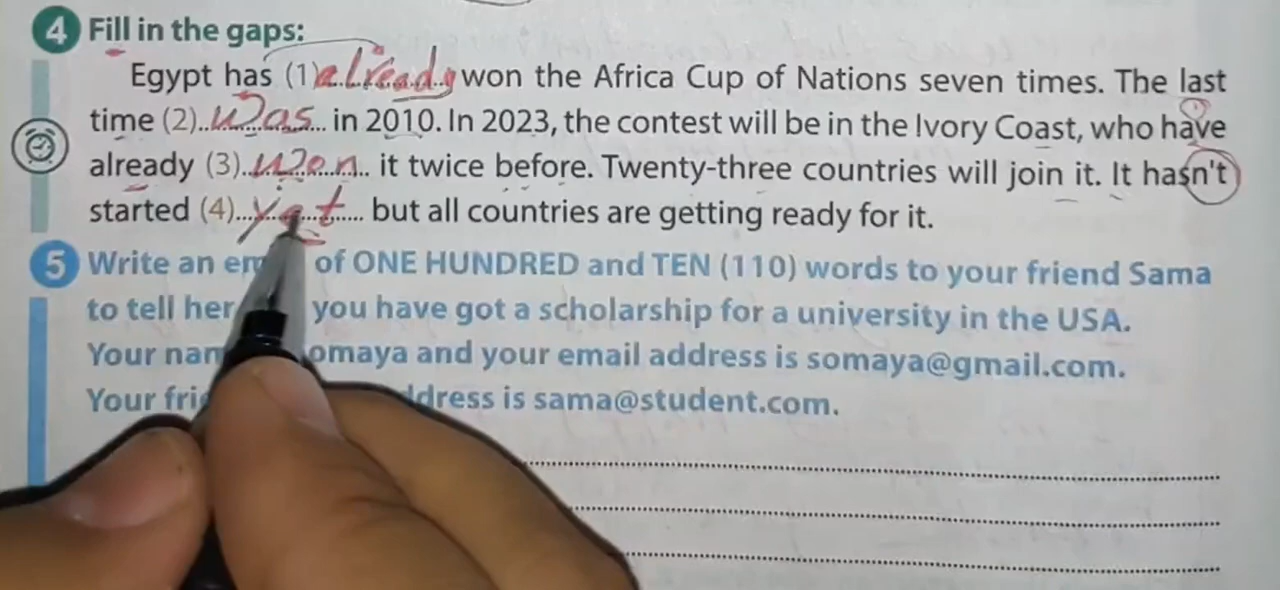 4 Fill in the gaps:
Egypt has (1) already won the Africa Cup of Nations seven times. The last
time (2)..was... in 2010. In 2023, the contest will be in the Ivory Coast, who have
already (3)..won.. it twice before. Twenty-three countries will join it. It hasn't
started (4)...yet.... but all countries are getting ready for it.
5 Write an of ONE HUNDRED and TEN (110) words to your friend Sama
to tell her you have got a scholarship for a university in the USA.
Your and your email address is somaya@gmail.com.
Your is sama@student.com.